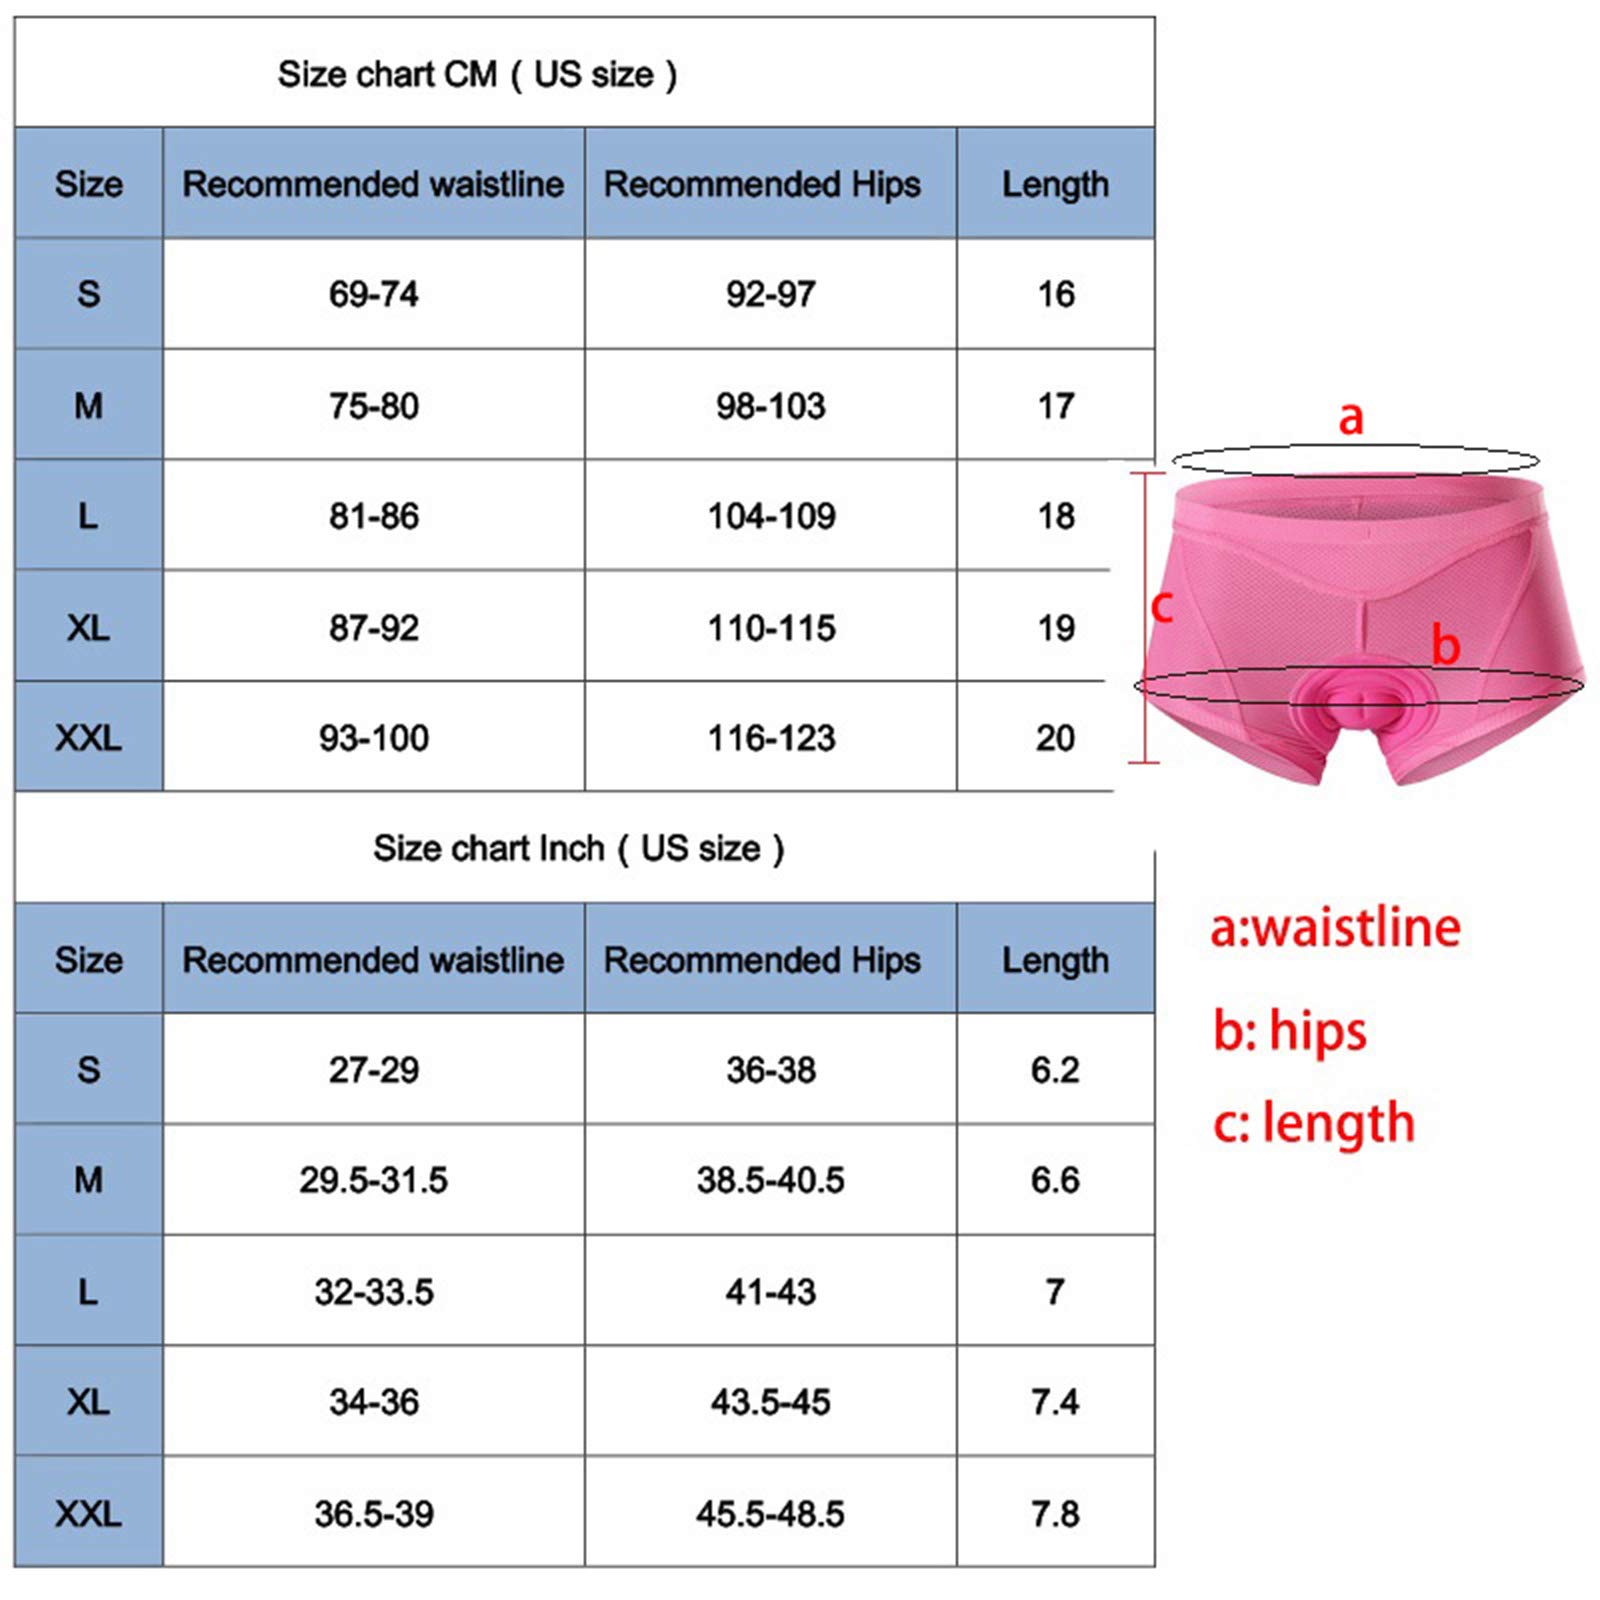 Size chart CM ( US size )
Size Recommended waistline Recommended Hips Length
S 69-74 92-97 16
M 75-80 98-103 17
L 81-86 104-109 18
XL 87-92 110-115 19
XXL 93-100 116-123 20
Size chart Inch ( US size )
Size Recommended waistline Recommended Hips Length
S 27-29 36-38 6.2
M 29.5-31.5 38.5-40.5 6.6
L 32-33.5 41-43 7
XL 34-36 43.5-45 7.4
XXL 36.5-39 45.5-48.5 7.8
a
c
b
a:waistline
b: hips
c: length